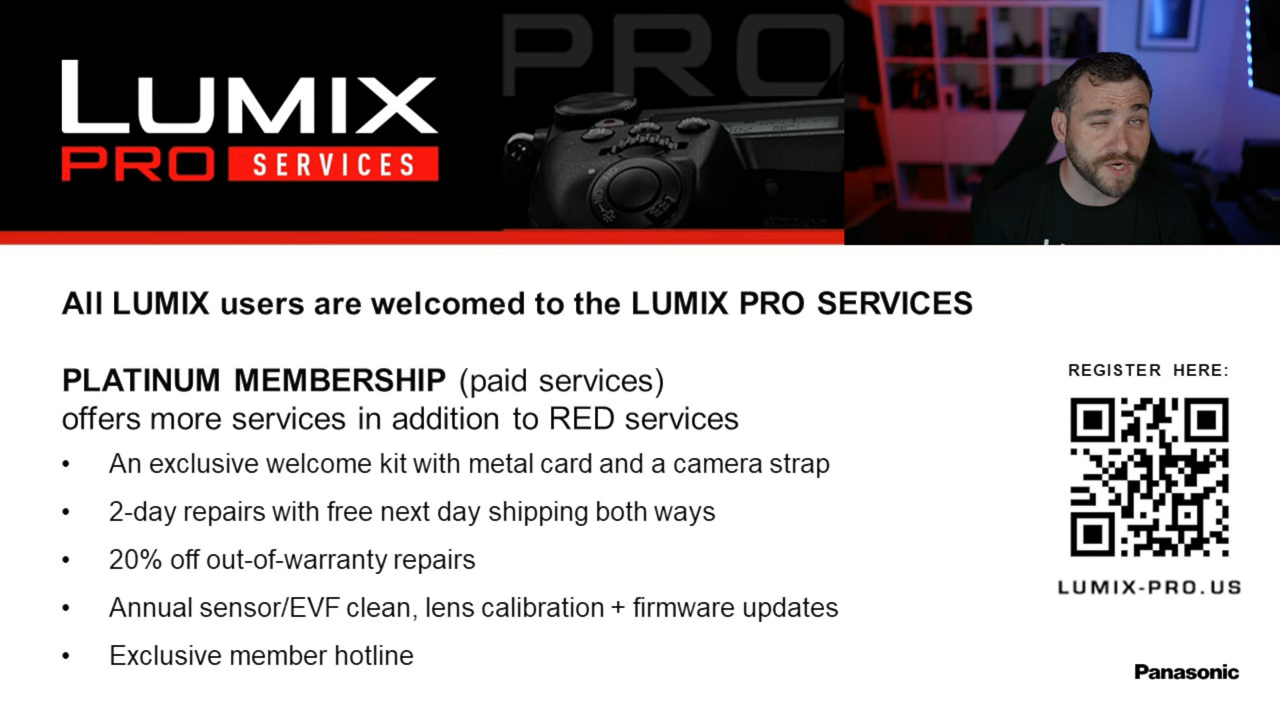 PRO
LUMIX
PRO SERVICES
All LUMIX users are welcomed to the LUMIX PRO SERVICES
PLATINUM MEMBERSHIP (paid services)
offers more services in addition to RED services
• An exclusive welcome kit with metal card and a camera strap
• 2-day repairs with free next day shipping both ways
• 20% off out-of-warranty repairs
• Annual sensor/EVF clean, lens calibration + firmware updates
• Exclusive member hotline
REGISTER HERE:
LUMIX-PRO.US
Panasonic